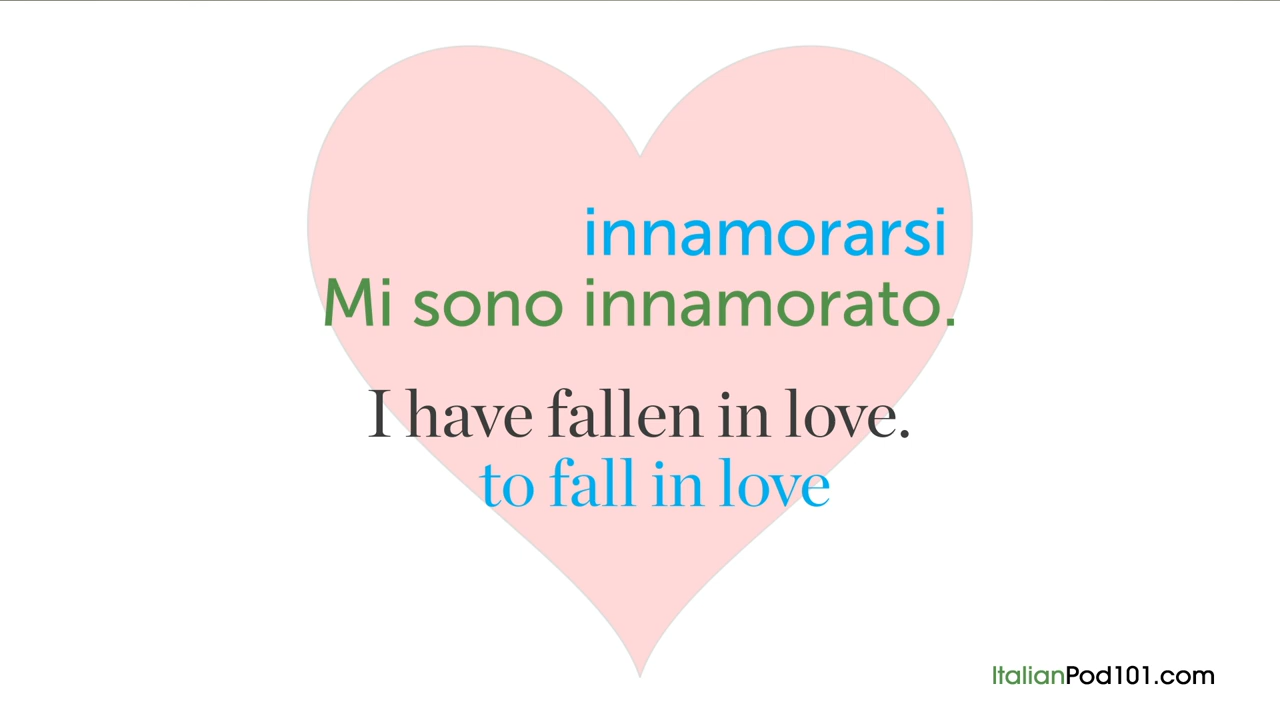 innamorarsi
Mi sono innamorato.
I have fallen in love.
to fall in love
ItalianPod101.com